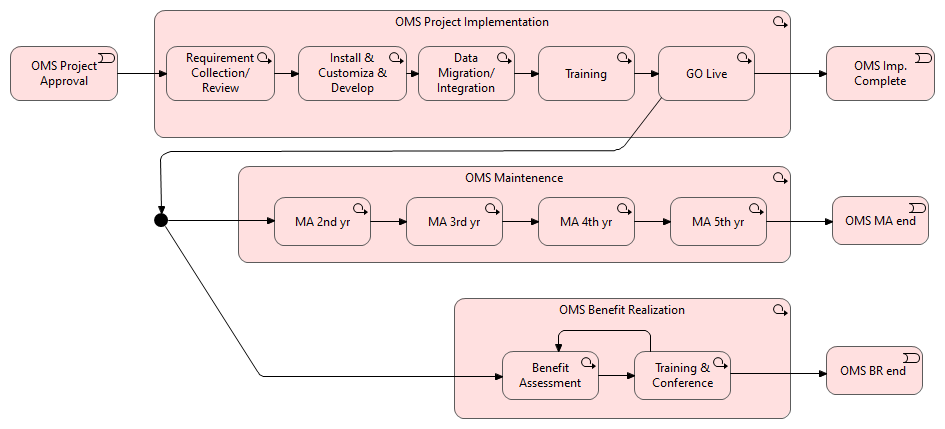 OMS Project Implementation
OMS Project
Approval
Requirement
Collection/
Review
Install &
Customiza &
Develop
Data
Migration/
Integration
Training
GO Live
OMS Imp.
Complete
OMS Maintenence
MA 2nd yr
MA 3rd yr
MA 4th yr
MA 5th yr
OMS MA end
OMS Benefit Realization
Benefit
Assessment
Training &
Conference
OMS BR end